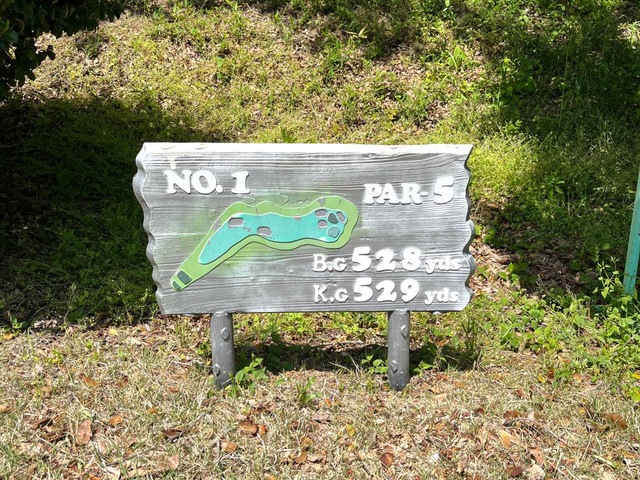 NO. 1
PAR-5
B.G 528 yds
K.G 529 yds